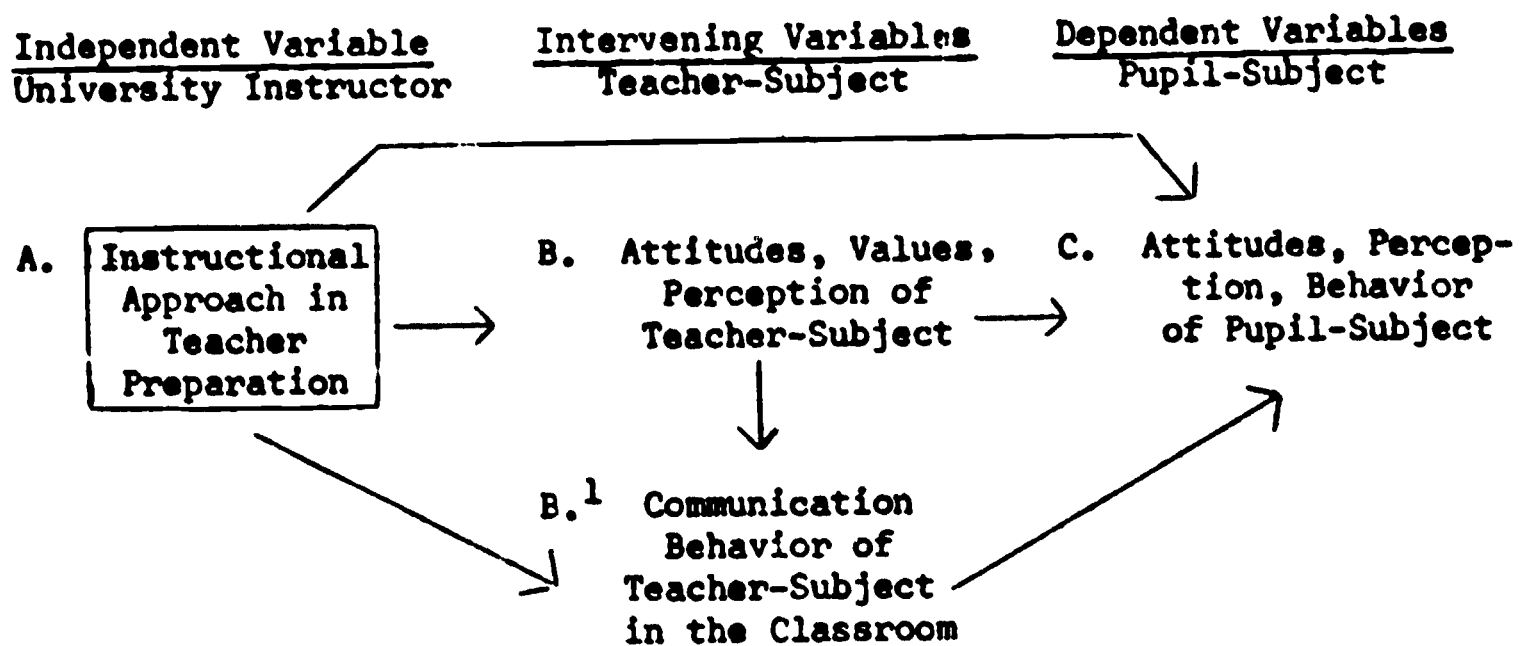 Independent Variable
University Instructor
Intervening Variables
Teacher-Subject
Dependent Variables
Pupil-Subject
A. Instructional
Approach in
Teacher
Preparation
B. Attitudes, Values,
Perception of
Teacher-Subject
C. Attitudes, Percep-
tion, Behavior
of Pupil-Subject
B.1 Communication
Behavior of
Teacher-Subject
in the Classroom